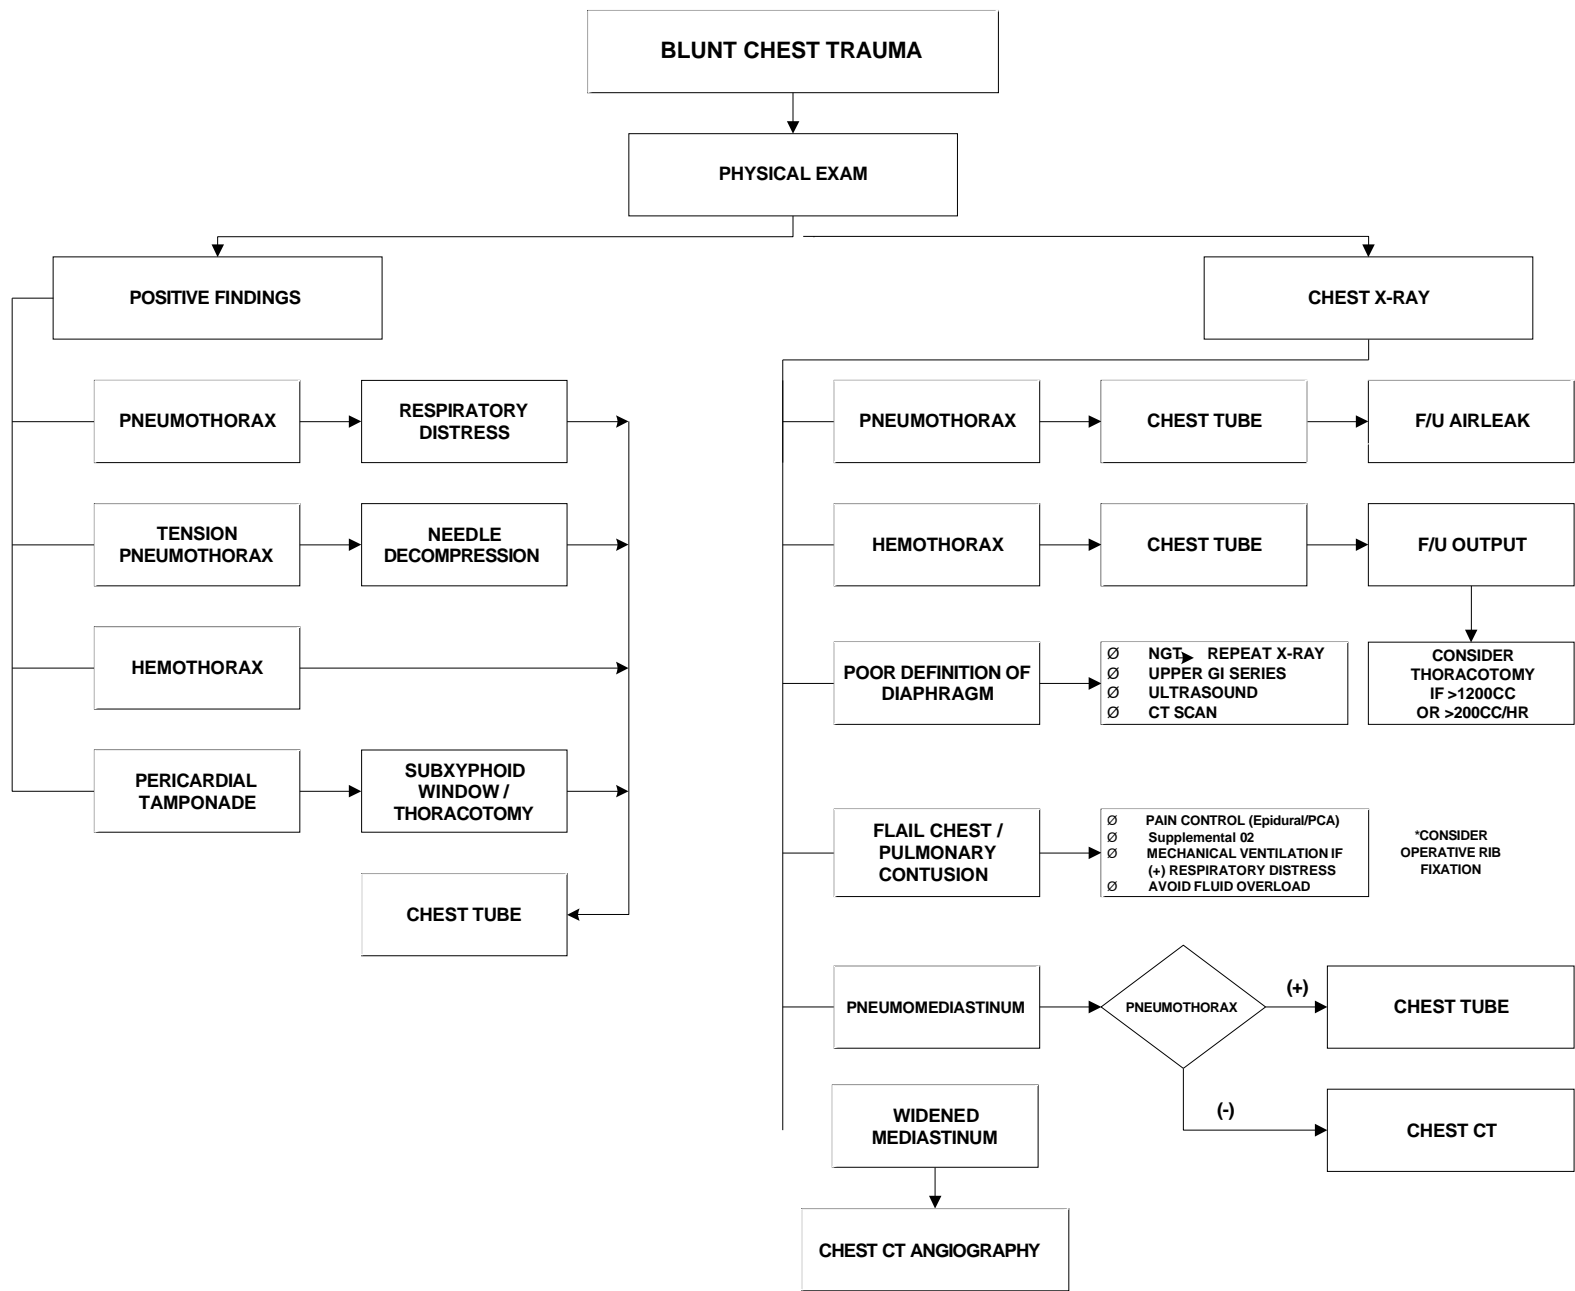 BLUNT CHEST TRAUMA
PHYSICAL EXAM
POSITIVE FINDINGS
PNEUMOTHORAX
RESPIRATORY
DISTRESS
TENSION
PNEUMOTHORAX
NEEDLE
DECOMPRESSION
HEMOTHORAX
PERICARDIAL
TAMPONADE
SUBXYPHOID
WINDOW /
THORACOTOMY
CHEST TUBE
CHEST X-RAY
PNEUMOTHORAX
CHEST TUBE
F/U AIRLEAK
HEMOTHORAX
CHEST TUBE
F/U OUTPUT
POOR DEFINITION OF
DIAPHRAGM
Ø NGT REPEAT X-RAY
Ø UPPER GI SERIES
Ø ULTRASOUND
Ø CT SCAN
CONSIDER
THORACOTOMY
IF >1200CC
OR >200CC/HR
FLAIL CHEST /
PULMONARY
CONTUSION
Ø PAIN CONTROL (Epidural/PCA)
Ø Supplemental 02
Ø MECHANICAL VENTILATION IF
(+) RESPIRATORY DISTRESS
Ø AVOID FLUID OVERLOAD
*CONSIDER
OPERATIVE RIB
FIXATION
PNEUMOMEDIASTINUM
PNEUMOTHORAX
(+)
CHEST TUBE
(-)
CHEST CT
WIDENED
MEDIASTINUM
CHEST CT ANGIOGRAPHY